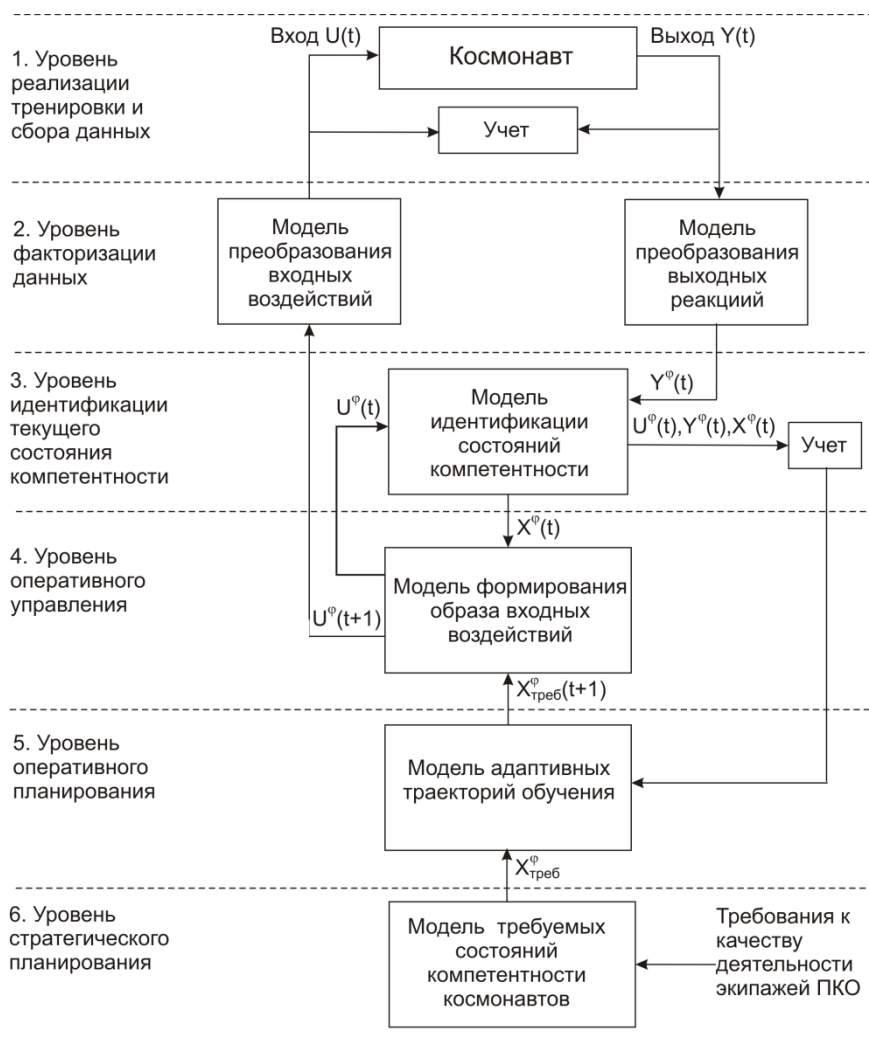 Вход U(t)
Космонавт
Выход Y(t)
1. Уровень
реализации
тренировки и
сбора данных
Учет
2. Уровень
факторизации
данных
Модель
преобразования
входных
воздействий
Модель
преобразования
выходных
реакциий
3. Уровень
идентификации
текущего
состояния
компетентности
U^φ(t)
Модель
идентификации
состояний
компетентности
Y^φ(t)
U^φ(t),Y^φ(t),X^φ(t)
Учет
X^φ(t)
4. Уровень
оперативного
управления
U^φ(t+1)
Модель формирования
образа входных
воздействий
X^φ_треб(t+1)
5. Уровень
оперативного
планирования
Модель адаптивных
траекторий обучения
X^φ_треб
6. Уровень
стратегического
планирования
Модель требуемых
состояний
компетентности
космонавтов
Требования к
качеству
деятельности
экипажей ПКО